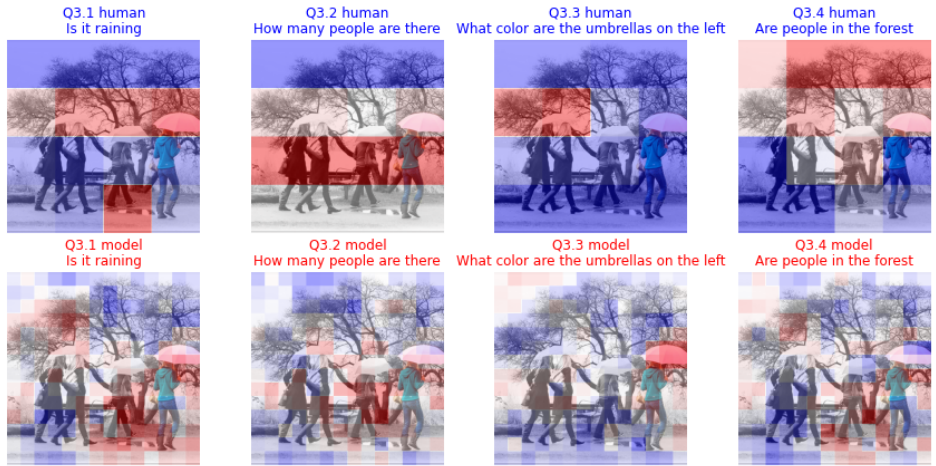 Q3.1 human
Is it raining
Q3.2 human
How many people are there
Q3.3 human
What color are the umbrellas on the left
Q3.4 human
Are people in the forest
Q3.1 model
Is it raining
Q3.2 model
How many people are there
Q3.3 model
What color are the umbrellas on the left
Q3.4 model
Are people in the forest